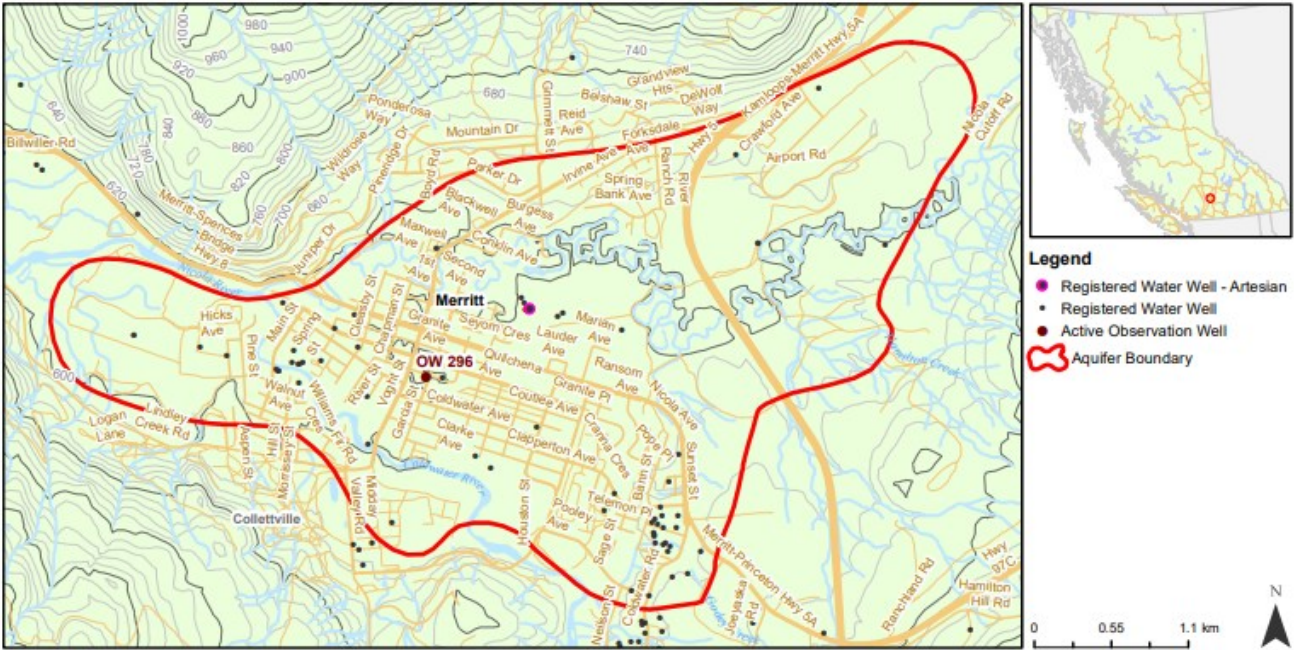 1000
980
960
940
920
900
880
860
840
820
800
780
760
740
720
700
680
660
640
620
600
Billwiller-Rd
Merritt-Spences
Bridge
Hwy 8
Nicola River
Juniper Dr
Wildrose
Way
Ponderosa
Way
Pineridge Dr
Mountain Dr
Boyd Rd
Parker Dr
Grimmett St
Reid
Ave
Belshaw St
Grandview
Hts
DeWolf
Way
Forksdale
Ave
Irvine Ave
Spring
Bank Ave
Ranch Rd
River
Hwy 5
Kamloops-Merritt Hwy 5A
Crawford Ave
Airport Rd
Nicola
Cutoff Rd
Blackwell
Ave
Burgess
Ave
Maxwell
Ave
Conklin Ave
Second
Ave
1st
Ave
Merritt
Hicks
Ave
Pine St
Main St
Spring
St
Cleasby St
Chapman St
River St
Voght St
Granite
Ave
Seyom Cres
Lauder
Ave
Marian
Ave
OW 296
Quilchena
Ave
Ransom
Ave
Granite Pl
Nicola Ave
Walnut
Ave
Williams
Cres
Fir Rd
Garcia St
Coldwater Ave
Coutlee Ave
Clarke
Ave
Clapperton Ave
Cranna Cres
Pope Pl
Bann St
Sunset St
Logan
Lane
Lindley
Creek Rd
Aspen St
Hill St
Morrissey St
Midday
Valley Rd
Coldwater River
Collettville
Houston St
Pooley
Ave
Telemon Pl
Sage St
Coldwater Rd
Neilson St
Merritt-Princeton Hwy 5A
Joeyaska
Rd
Ranchland Rd
Hwy
97C
Hamilton
Hill Rd
Legend
Registered Water Well - Artesian
Registered Water Well
Active Observation Well
Aquifer Boundary
0
0.55
1.1 km
N